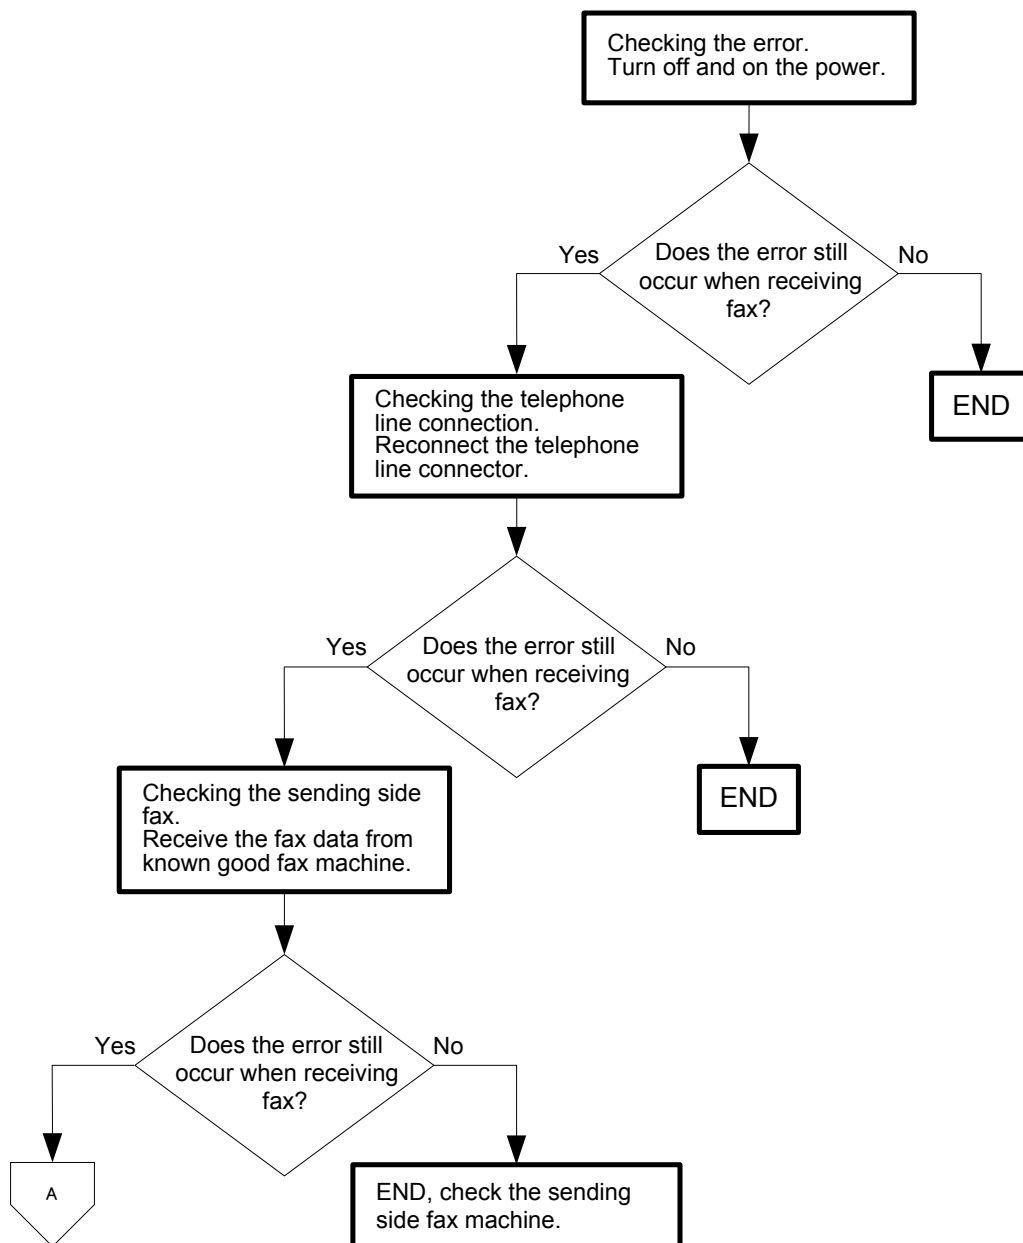 Checking the error.
Turn off and on the power.
Yes
Does the error still
occur when receiving
fax?
No
END
Checking the telephone
line connection.
Reconnect the telephone
line connector.
Yes
Does the error still
occur when receiving
fax?
No
END
Checking the sending side
fax.
Receive the fax data from
known good fax machine.
Yes
Does the error still
occur when receiving
fax?
No
A
END, check the sending
side fax machine.